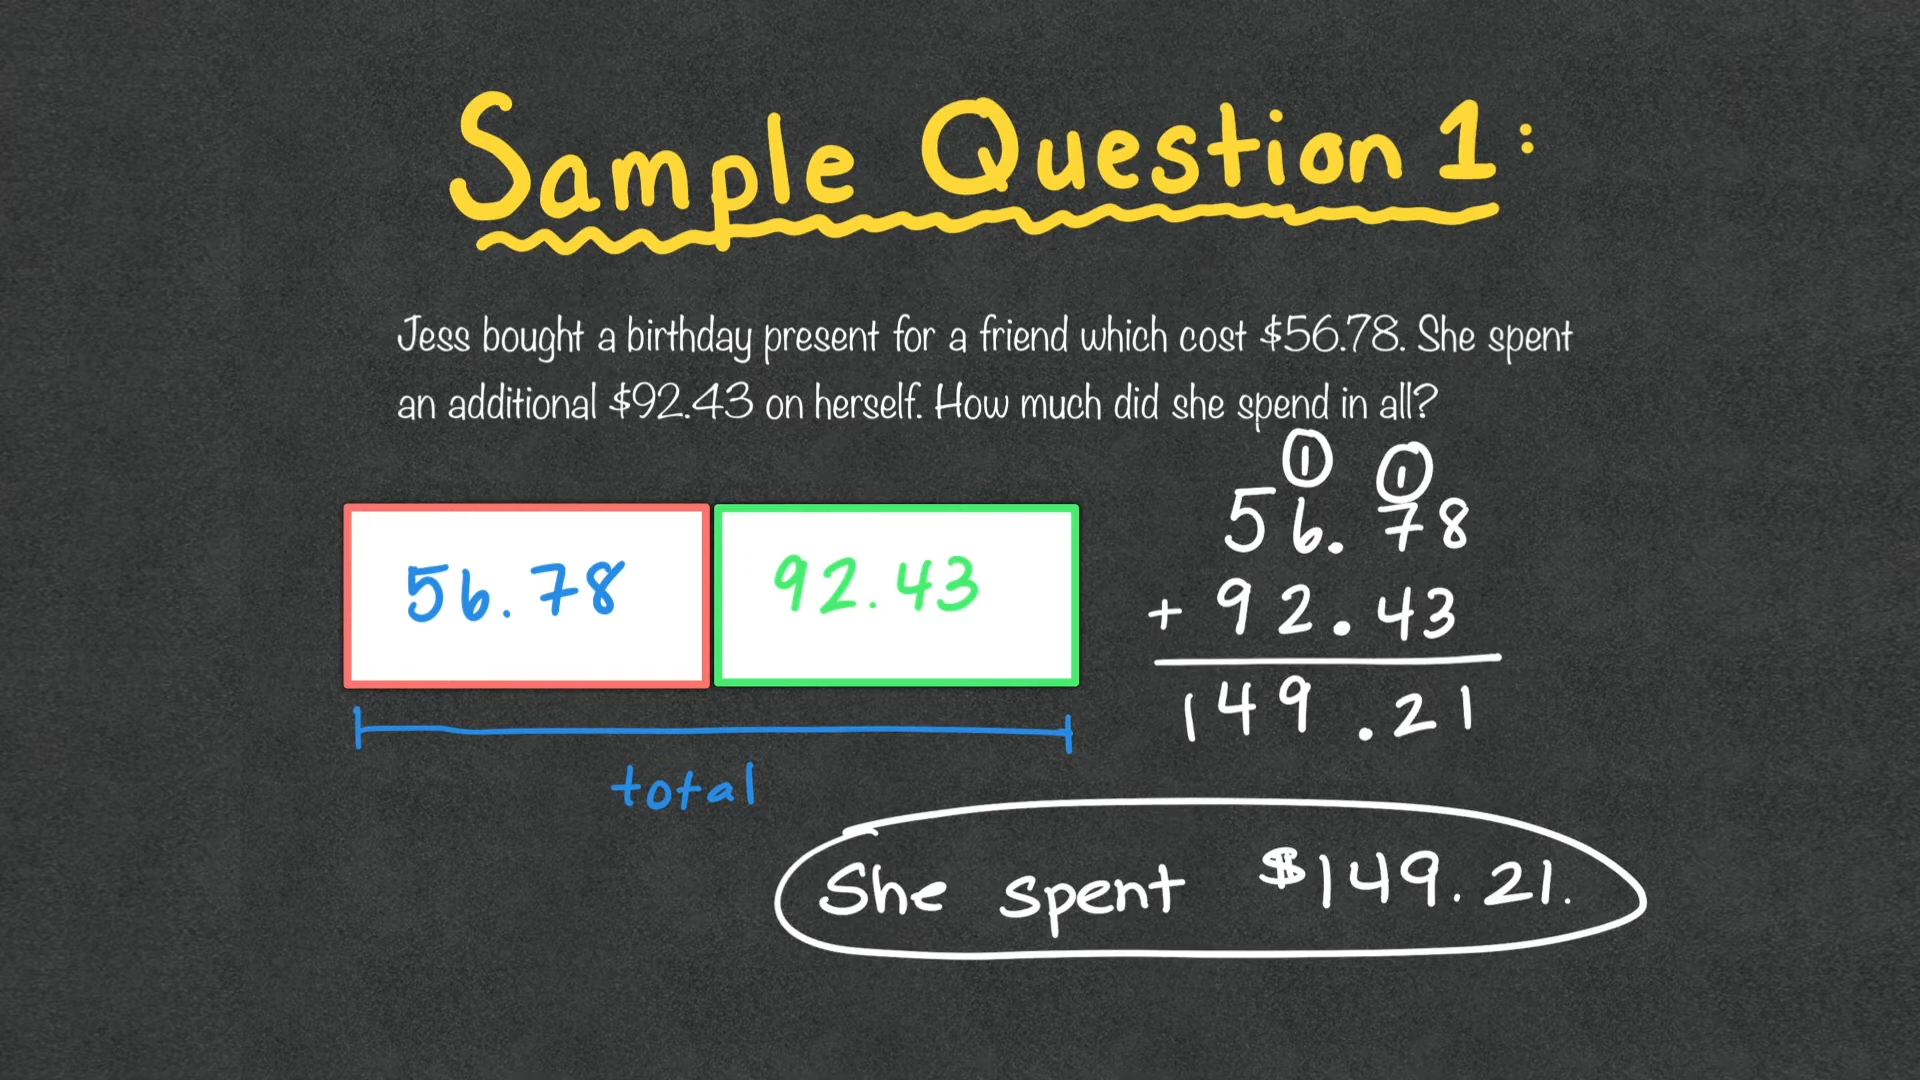 Sample Question 1:
Jess bought a birthday present for a friend which cost $56.78. She spent
an additional $92.43 on herself. How much did she spend in all?
56.78
92.43
total
1 1
56.78
+ 92.43
149.21
She spent $149.21.